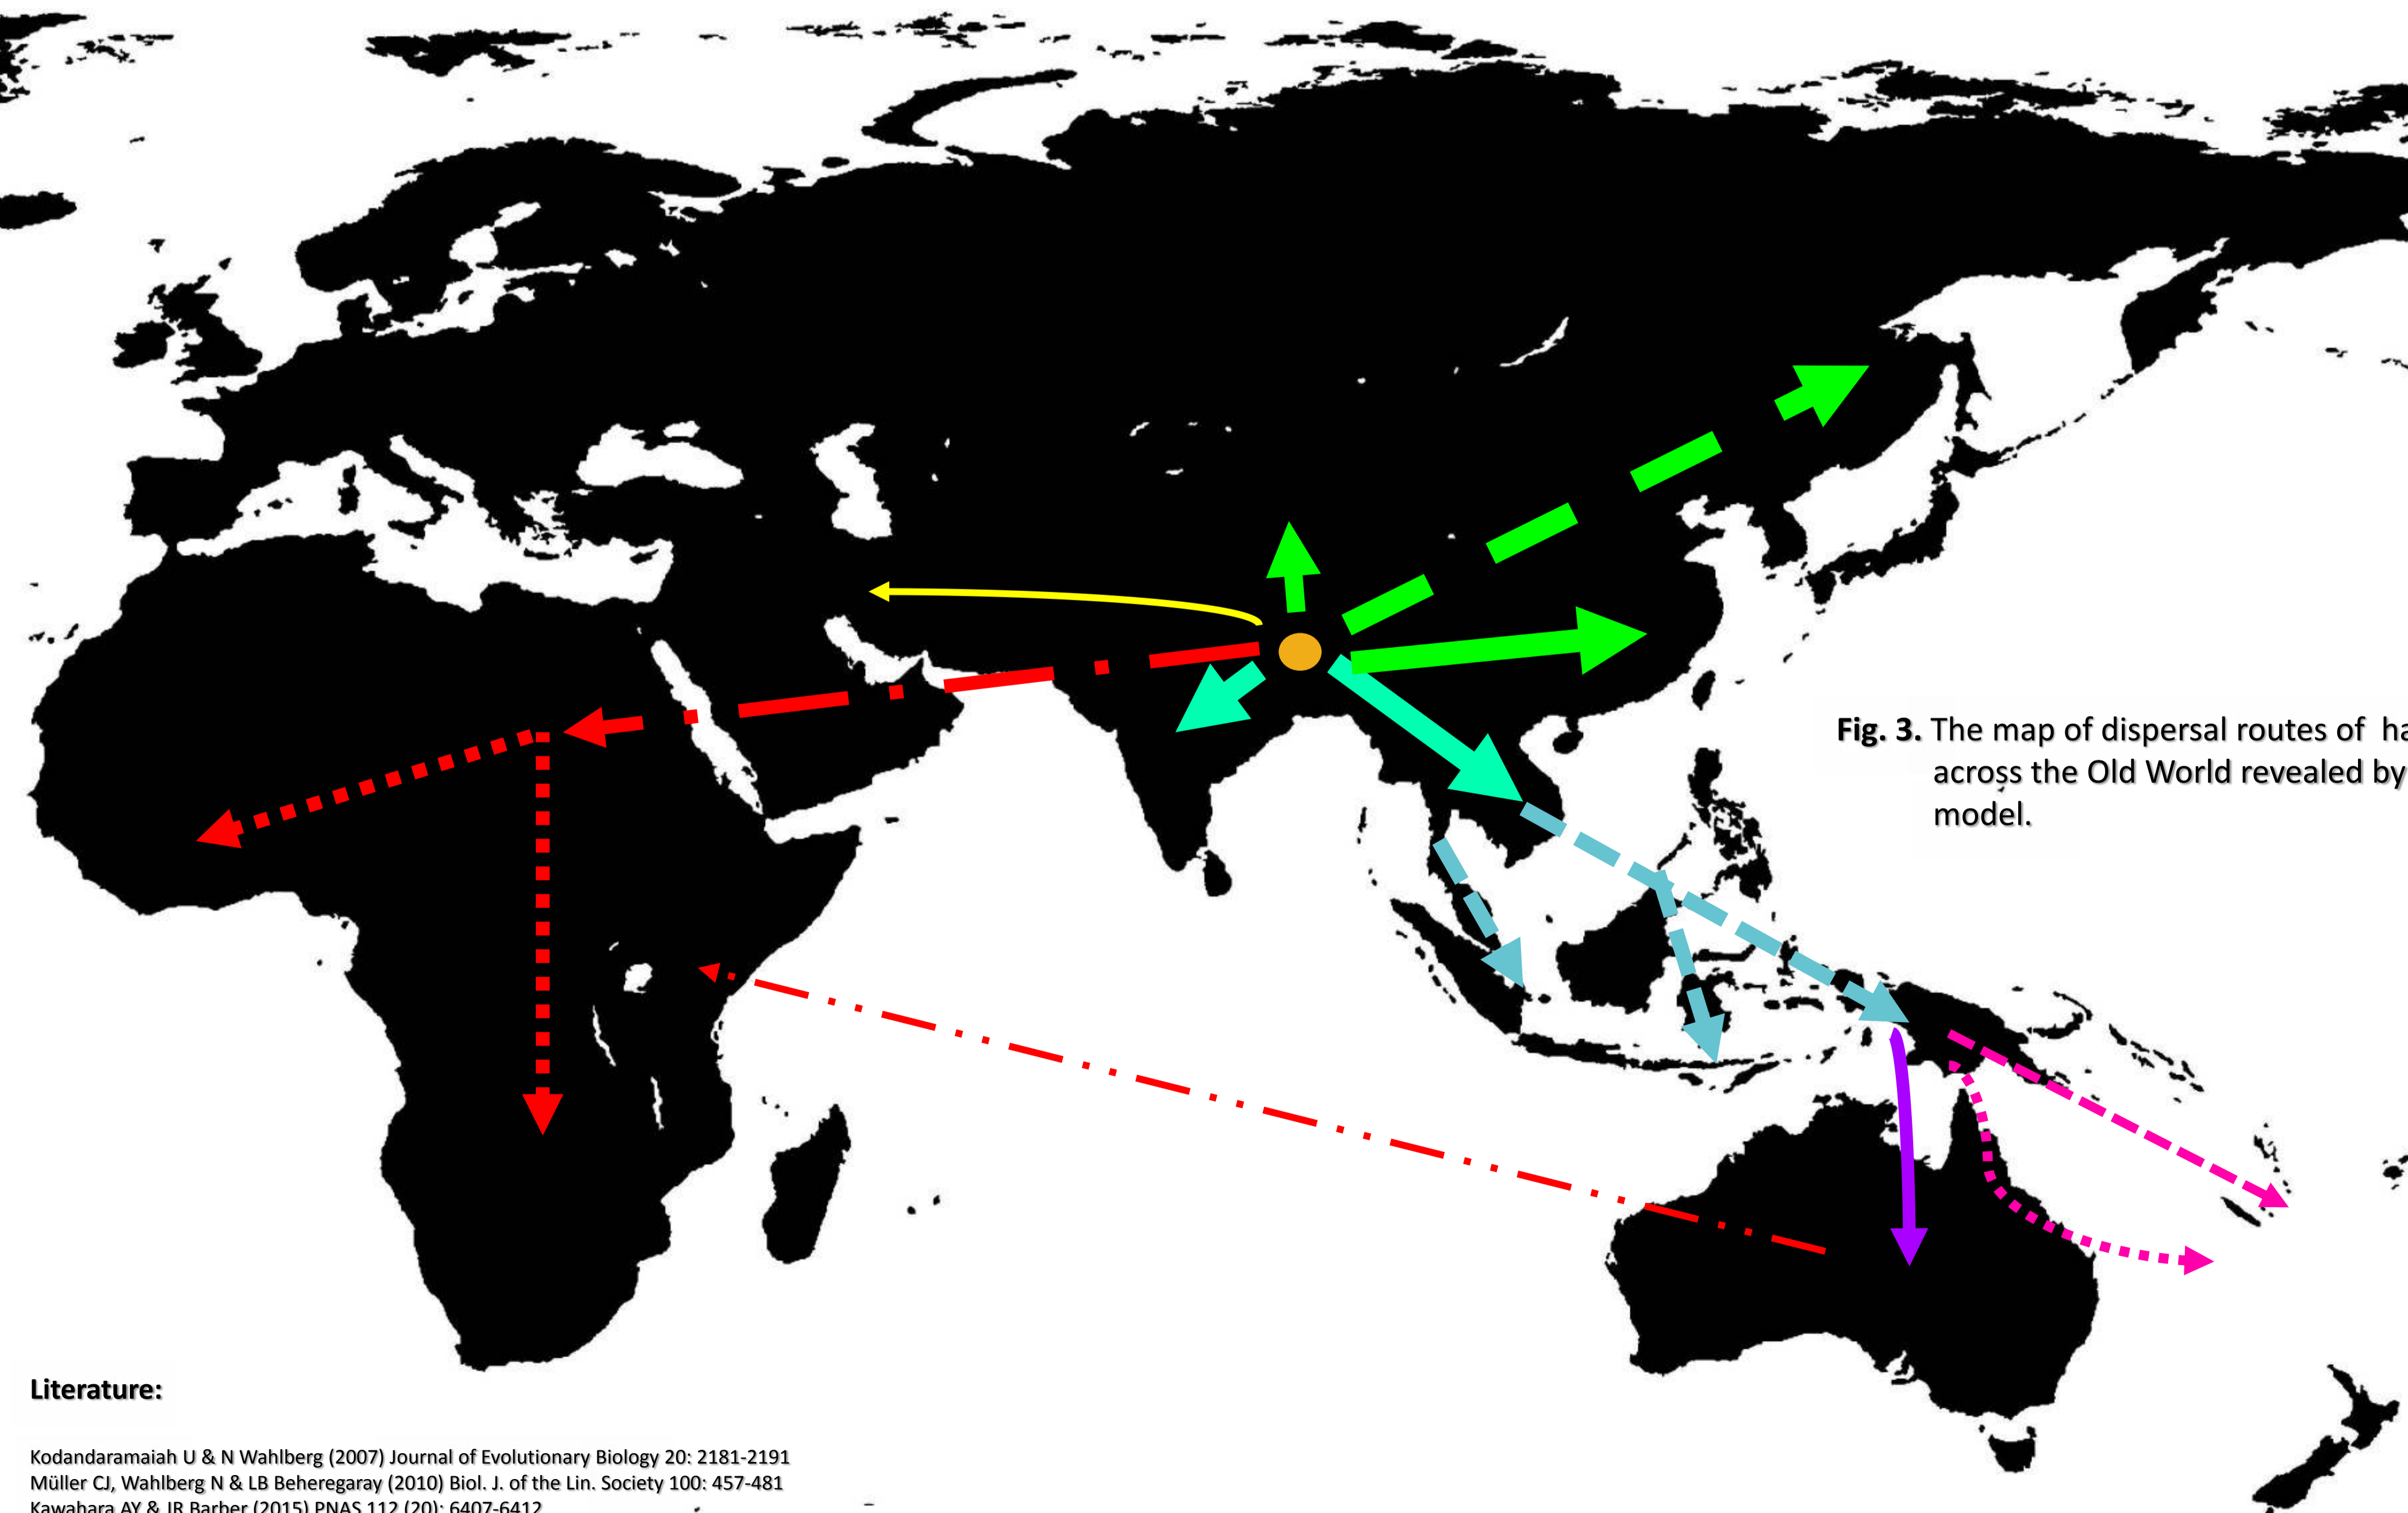 Fig. 3. The map of dispersal routes of ha
across the Old World revealed by
model.
Literature:
Kodandaramaiah U & N Wahlberg (2007) Journal of Evolutionary Biology 20: 2181-2191
Müller CJ, Wahlberg N & LB Beheregaray (2010) Biol. J. of the Lin. Society 100: 457-481
Kawahara AY & JR Barber (2015) PNAS 112 (20): 6407-6412